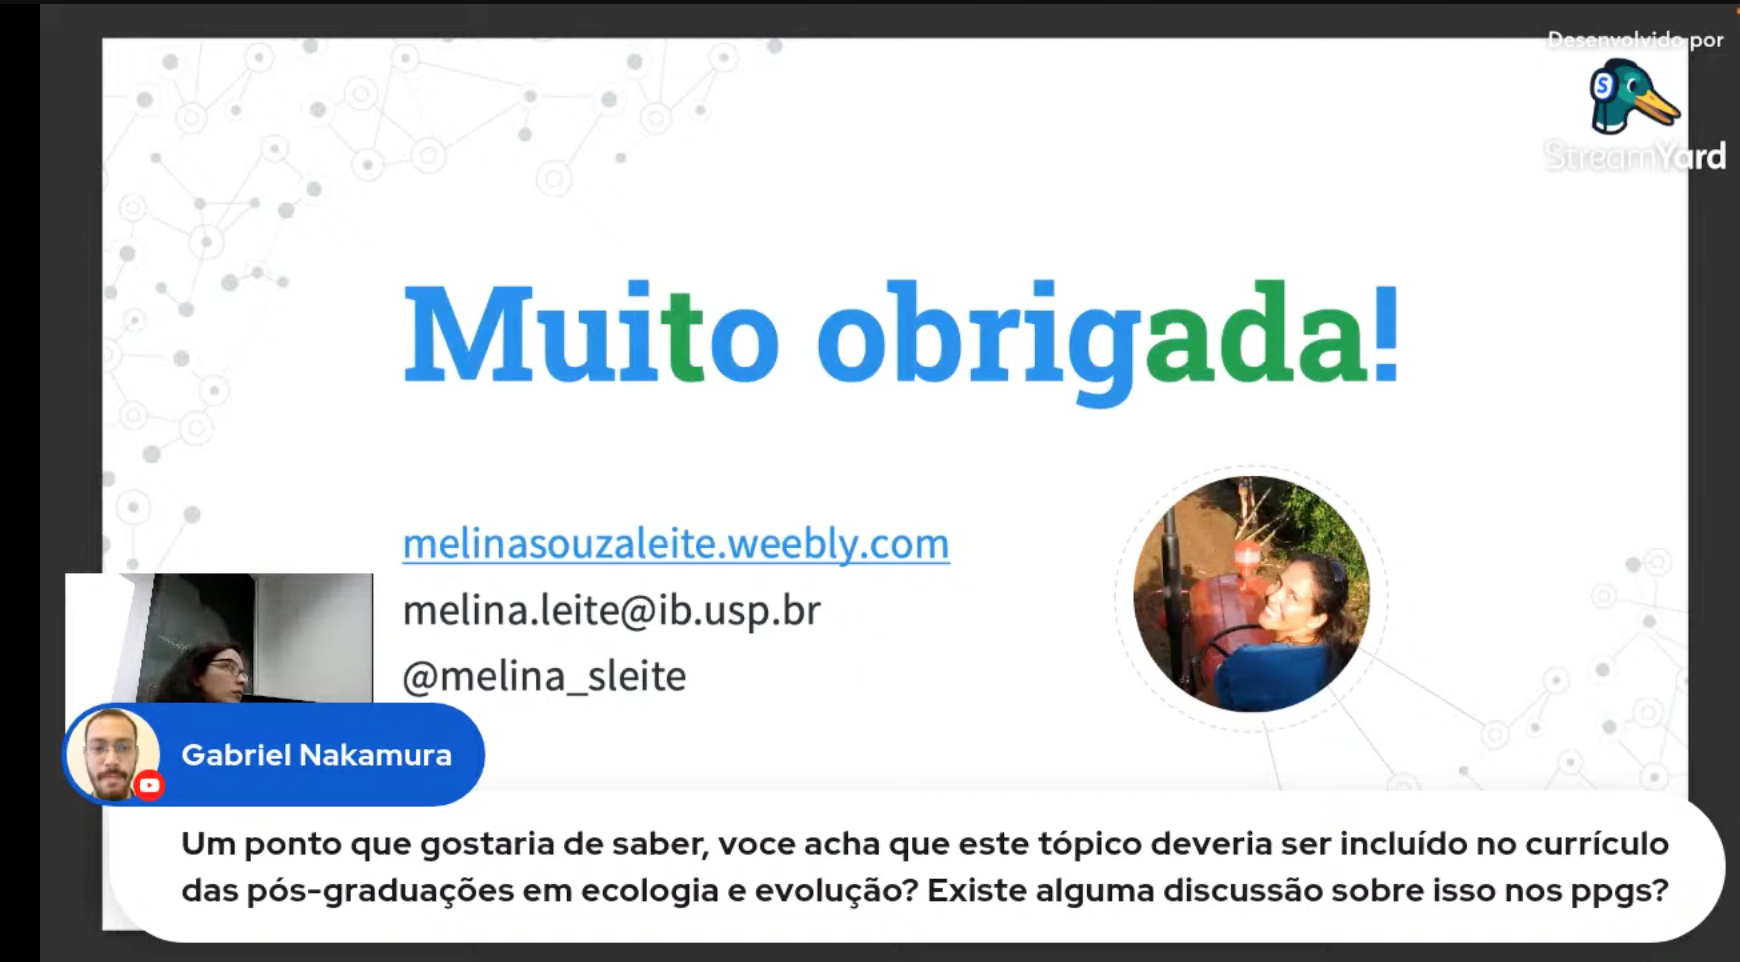 Desenvolvido por
S
StreamYard
Muito obrigada!
melinasouzaleite.weebly.com
melina.leite@ib.usp.br
@melina_sleite
Gabriel Nakamura
Um ponto que gostaria de saber, voce acha que este tópico deveria ser incluído no currículo
das pós-graduações em ecologia e evolução? Existe alguma discussão sobre isso nos ppgs?